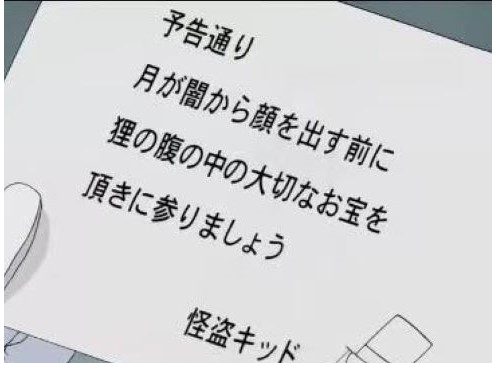 予告通り
月が闇から顔を出す前に
狸の腹の中の大切なお宝を
頂きに参りましょう
怪盗キッド